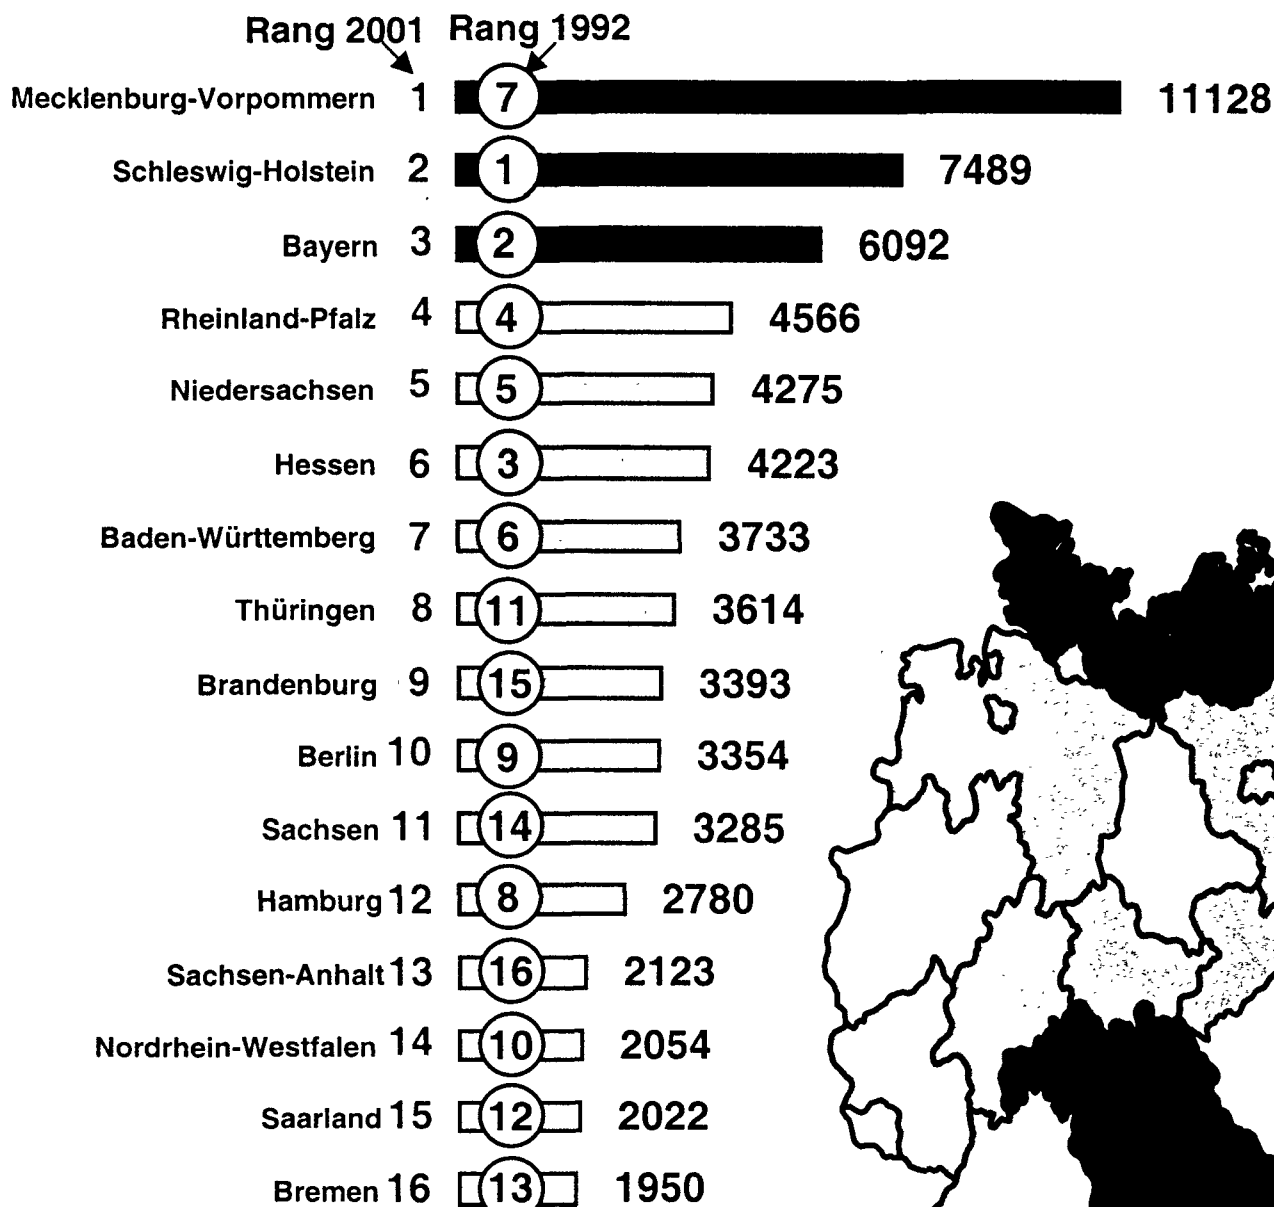 Rang 2001 Rang 1992
Mecklenburg-Vorpommern 1 7 11128
Schleswig-Holstein 2 1 7489
Bayern 3 2 6092
Rheinland-Pfalz 4 4 4566
Niedersachsen 5 5 4275
Hessen 6 3 4223
Baden-Württemberg 7 6 3733
Thüringen 8 11 3614
Brandenburg 9 15 3393
Berlin 10 9 3354
Sachsen 11 14 3285
Hamburg 12 8 2780
Sachsen-Anhalt 13 16 2123
Nordrhein-Westfalen 14 10 2054
Saarland 15 12 2022
Bremen 16 13 1950